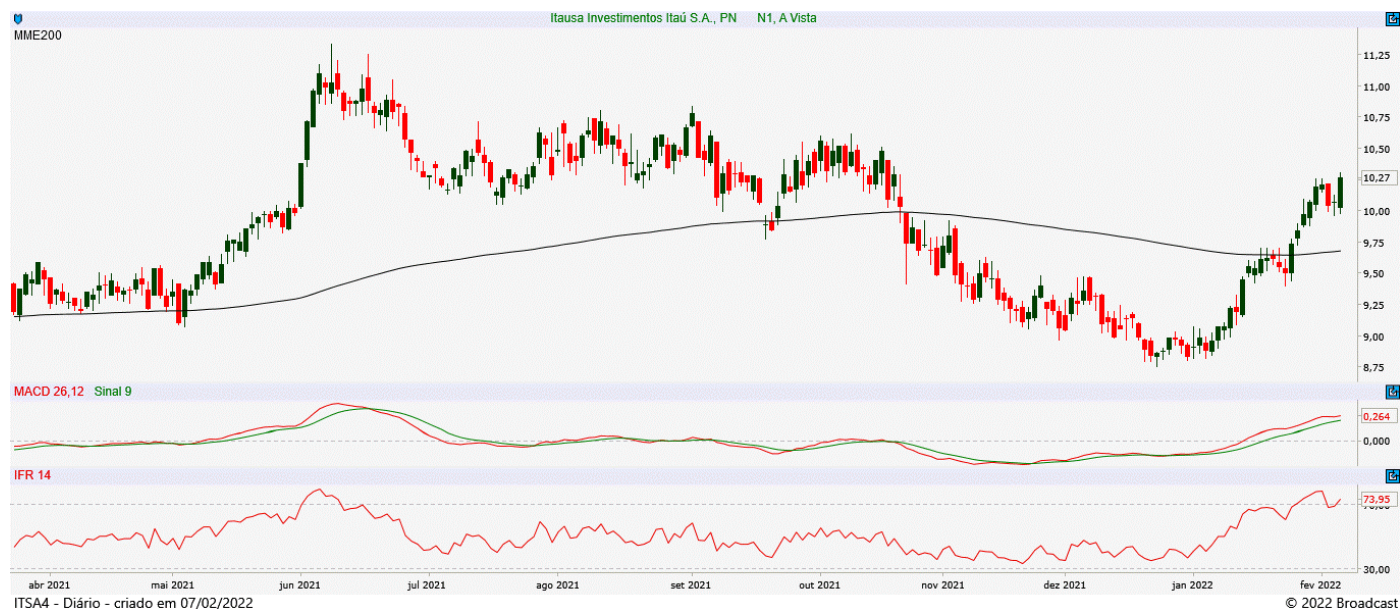 Itausa Investimentos Itaú S.A., PN N1, A Vista
MME200
11,25
11,00
10,75
10,50
10,27
10,00
9,75
9,50
9,25
9,00
8,75
MACD 26,12 Sinal 9
0,264
0,000
IFR 14
73,95
70,00
30,00
abr 2021 mai 2021 jun 2021 jul 2021 ago 2021 set 2021 out 2021 nov 2021 dez 2021 jan 2022 fev 2022
ITSA4 - Diário - criado em 07/02/2022 © 2022 Broadcast